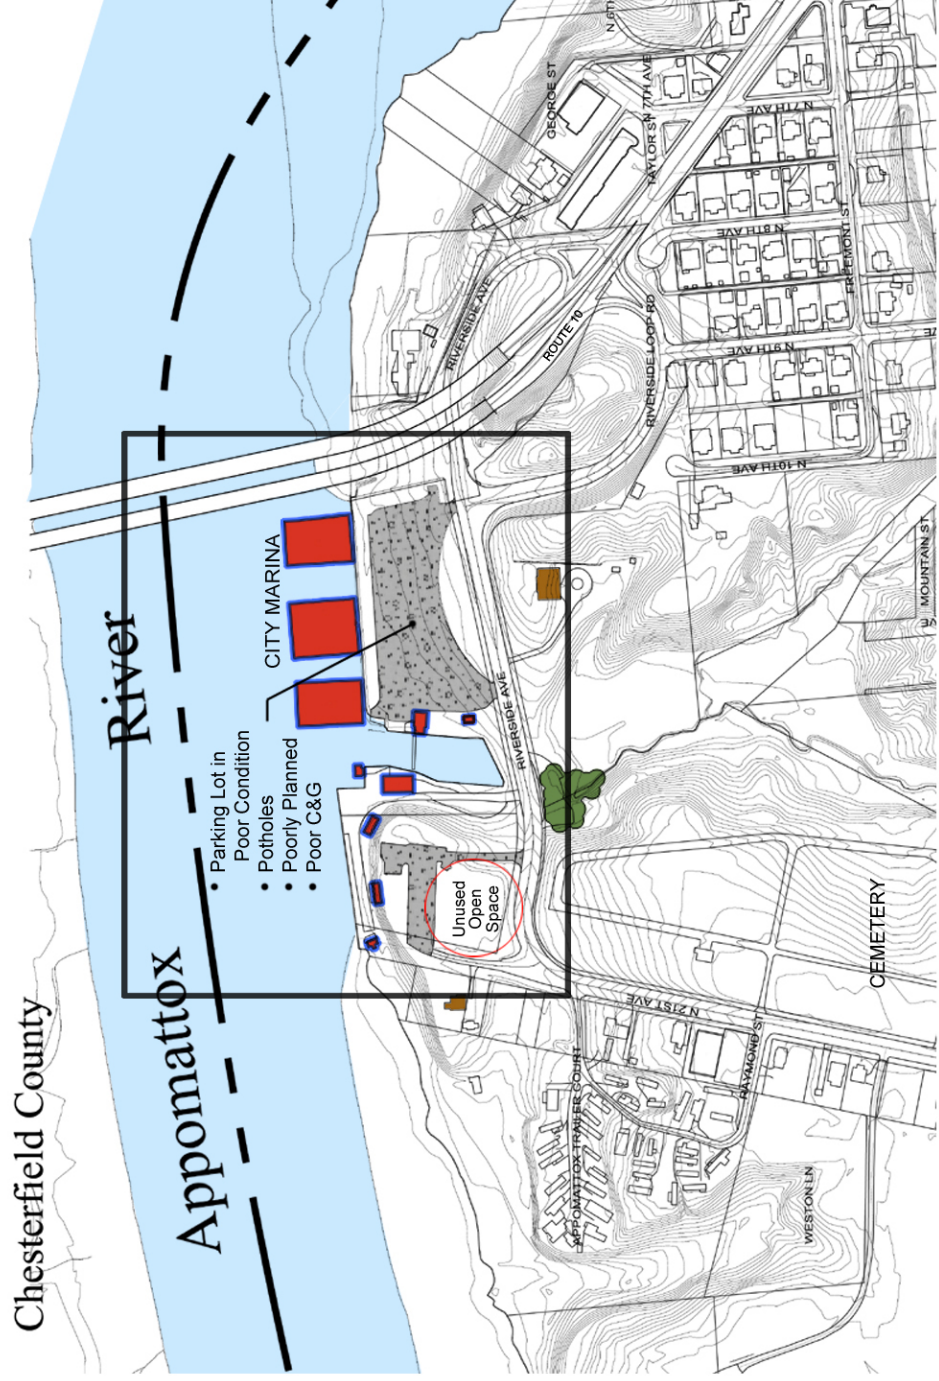 Chesterfield County
Appomattox
River
CITY MARINA
• Parking Lot in
Poor Condition
• Potholes
• Poorly Planned
• Poor C&G
Unused
Open
Space
RIVERSIDE AVE
RIVERSIDE AVE
ROUTE 10
RIVERSIDE LOOP RD
GEORGE ST
TAYLOR ST
N 7TH AVE
N 6TH
N 7TH AVE
N 8TH AVE
N 9TH AVE
N 10TH AVE
FREEMONT ST
E
MOUNTAIN ST
CEMETERY
N 21ST AVE
RAYMOND ST
APPOMATTOX TRAILER COURT
WESTON LN